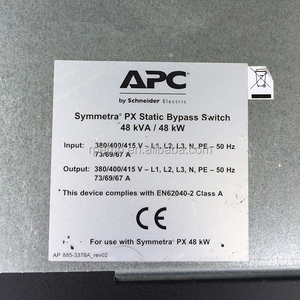 APC
by Schneider Electric
Symmetra® PX Static Bypass Switch
48 kVA / 48 kW
Input: 380/400/415 V – L1, L2, L3, N, PE – 50 Hz
73/69/67 A
Output: 380/400/415 V – L1, L2, L3, N, PE – 50 Hz
73/69/67 A
This device complies with EN62040-2 Class A
CE
For use with Symmetra® PX 48 kW
AP 885-3378A_rev02